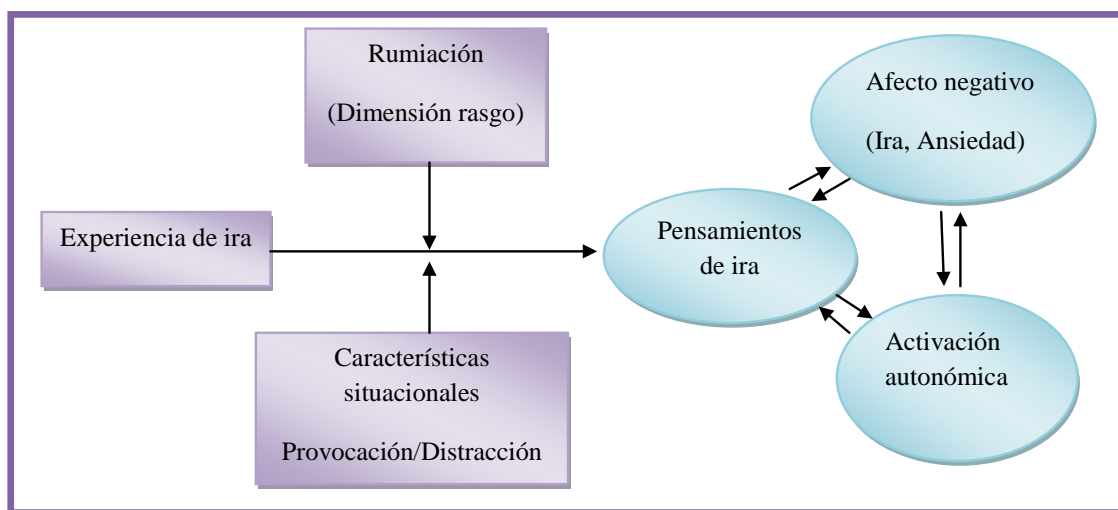 Rumiación
(Dimensión rasgo)
Experiencia de ira
Características
situacionales
Provocación/Distracción
Pensamientos
de ira
Afecto negativo
(Ira, Ansiedad)
Activación
autonómica